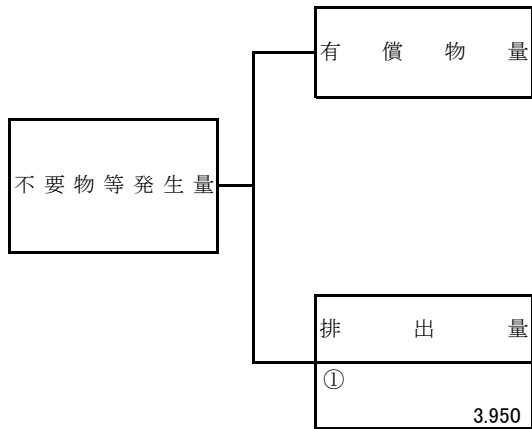 有償物量
不要物等発生量
排出量
①
3.950